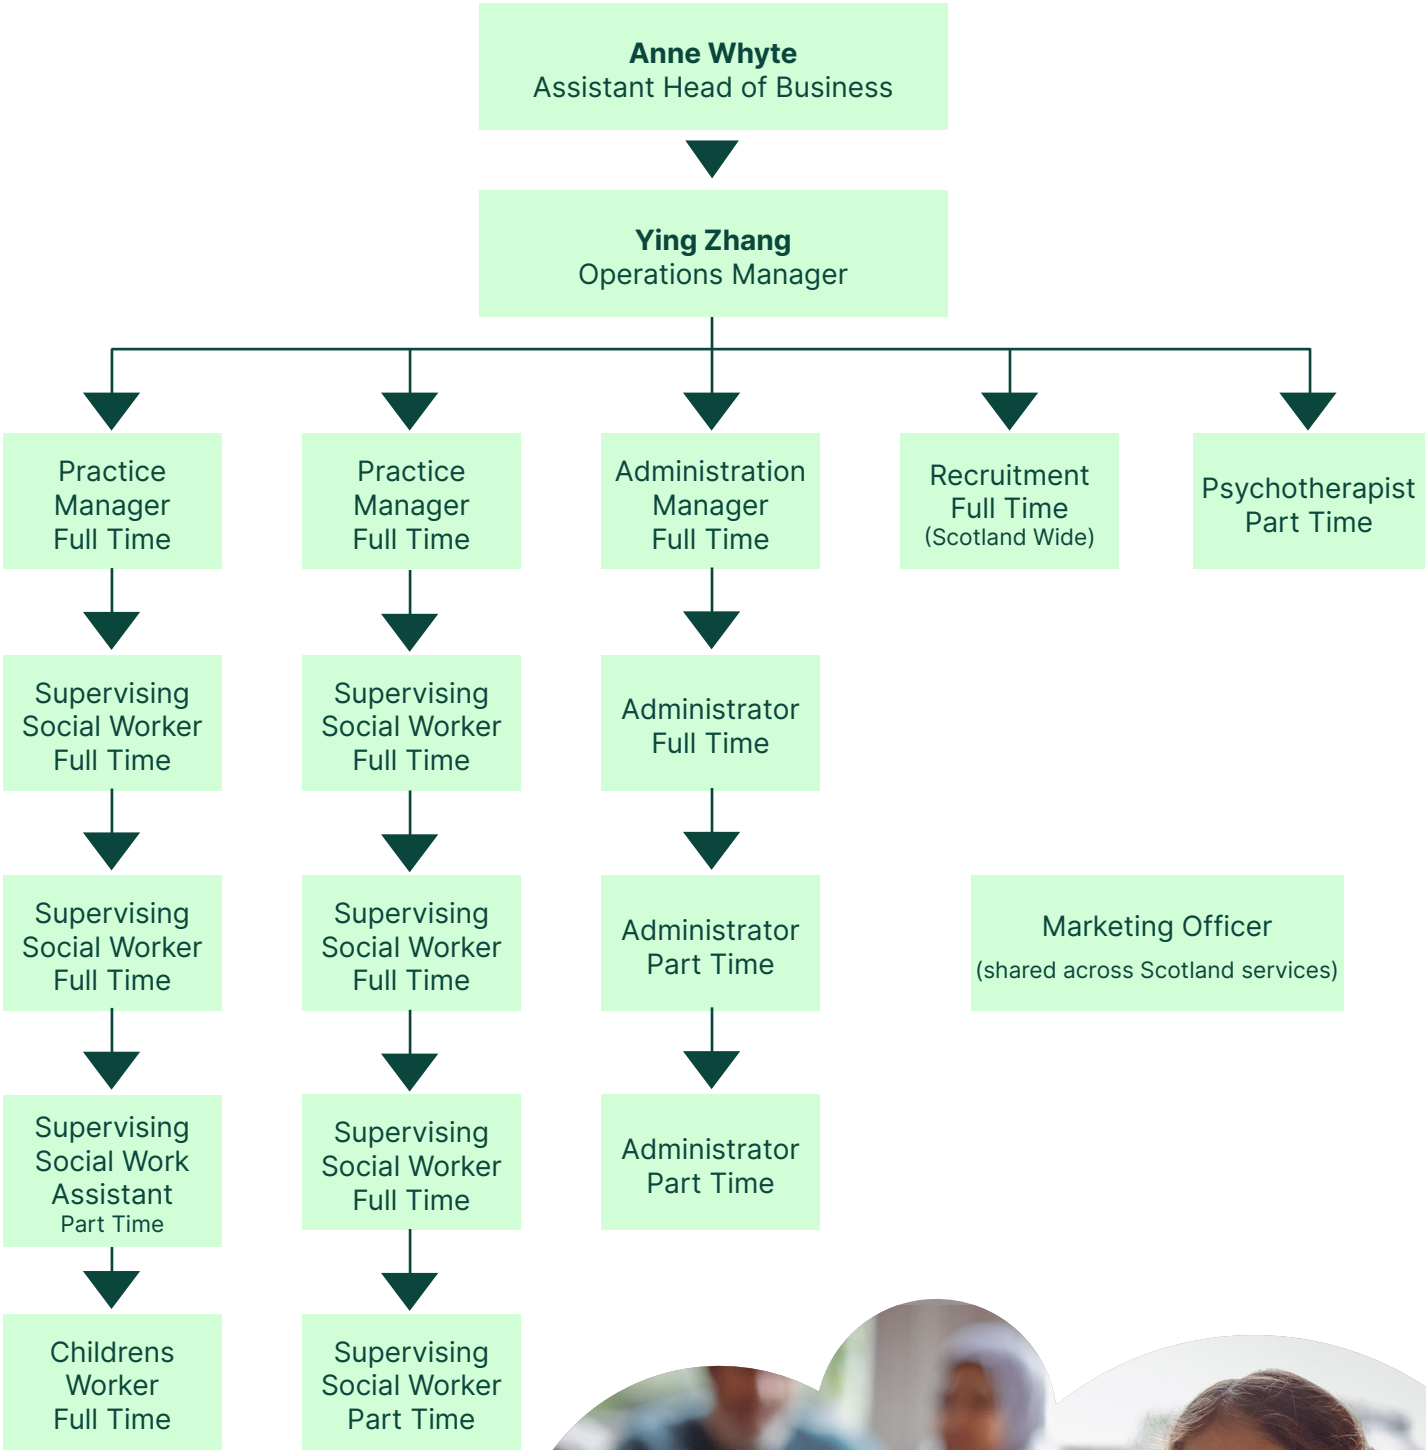 Anne Whyte
Assistant Head of Business
Ying Zhang
Operations Manager
Practice
Manager
Full Time
Practice
Manager
Full Time
Administration
Manager
Full Time
Recruitment
Full Time
(Scotland Wide)
Psychotherapist
Part Time
Supervising
Social Worker
Full Time
Supervising
Social Worker
Full Time
Administrator
Full Time
Supervising
Social Worker
Full Time
Supervising
Social Worker
Full Time
Administrator
Part Time
Marketing Officer
(shared across Scotland services)
Supervising
Social Work
Assistant
Part Time
Supervising
Social Worker
Full Time
Administrator
Part Time
Childrens
Worker
Full Time
Supervising
Social Worker
Part Time